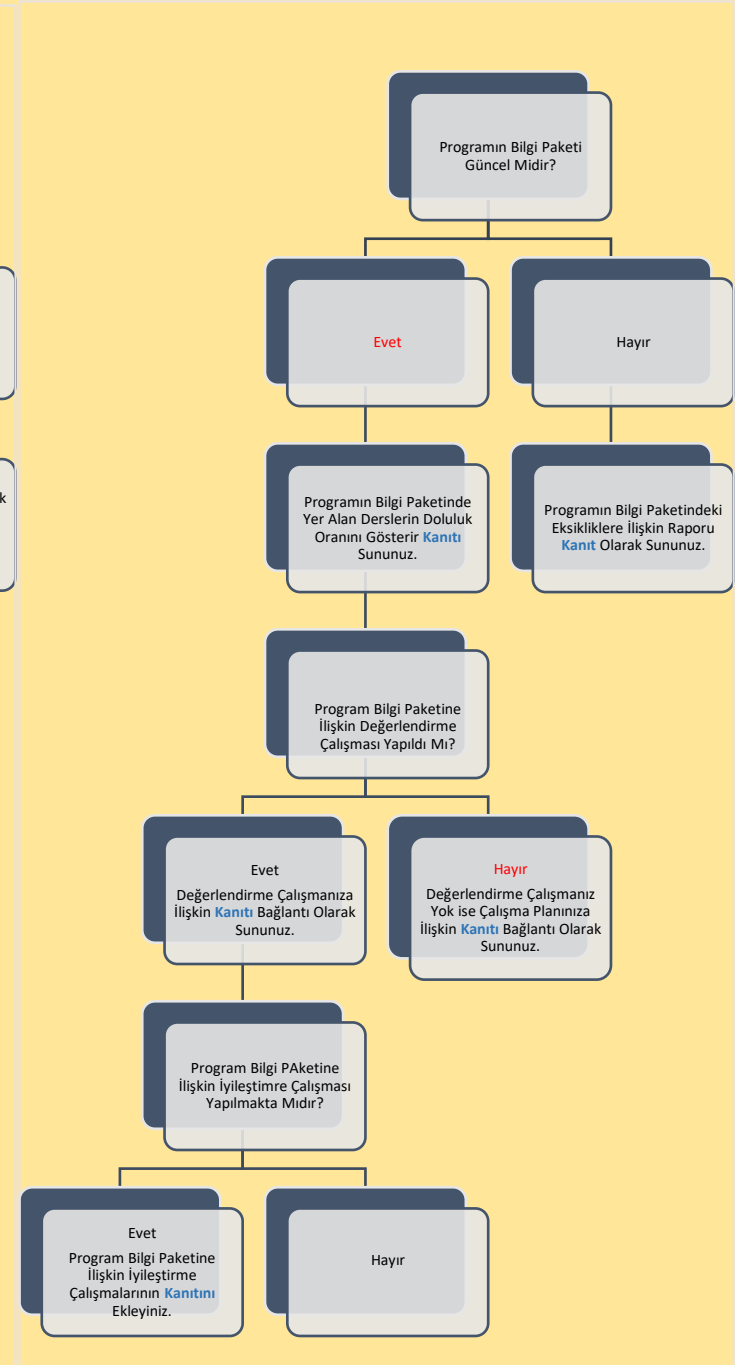 Programın Bilgi Paketi
Güncel Midir?
Evet
Hayır
Programın Bilgi Paketinde
Yer Alan Derslerin Doluluk
Oranını Gösterir Kanıtı
Sununuz.
Programın Bilgi Paketindeki
Eksikliklere İlişkin Raporu
Kanıt Olarak Sununuz.
k
Program Bilgi Paketine
İlişkin Değerlendirme
Çalışması Yapıldı Mı?
Evet
Değerlendirme Çalışmanıza
İlişkin Kanıtı Bağlantı Olarak
Sununuz.
Hayır
Değerlendirme Çalışmanız
Yok ise Çalışma Planınıza
İlişkin Kanıtı Bağlantı Olarak
Sununuz.
Program Bilgi PAketine
İlişkin İyileştimre Çalışması
Yapılmakta Mıdır?
Evet
Program Bilgi Paketine
İlişkin İyileştirme
Çalışmalarının Kanıtını
Ekleyiniz.
Hayır